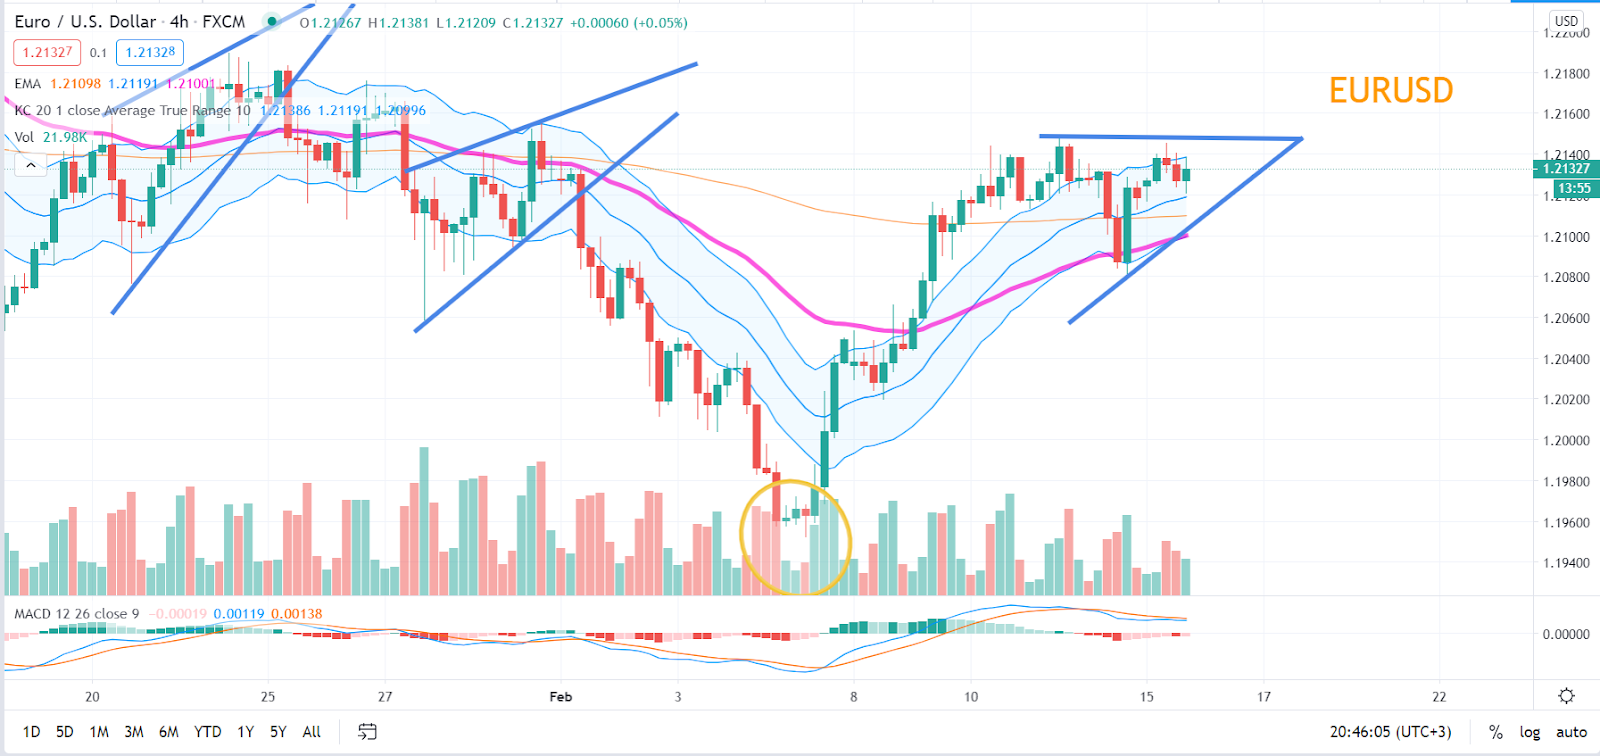 Euro / U.S. Dollar · 4h · FXCM O1.21267 H1.21381 L1.21209 C1.21327 +0.00060 (+0.05%)
1.21327 0.1 1.21328
EMA 1.21098 1.21191 1.21001
KC 20 1 close Average True Range 10 1.21386 1.21191 1.20996
Vol 21.98K
EURUSD
USD
1.22000
1.21800
1.21600
1.21400
1.21327
13:55
1.21200
1.21000
1.20800
1.20600
1.20400
1.20200
1.20000
1.19800
1.19600
1.19400
MACD 12 26 close 9 −0.00019 0.00119 0.00138
0.00000
20 25 27 Feb 3 8 10 15 17 22
1D 5D 1M 3M 6M YTD 1Y 5Y All 20:46:05 (UTC+3) % log auto